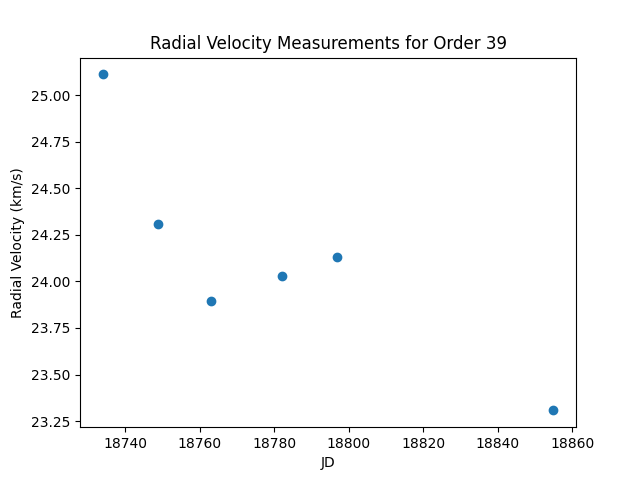 Radial Velocity Measurements for Order 39
25.00
24.75
24.50
24.25
24.00
23.75
23.50
23.25
Radial Velocity (km/s)
18740 18760 18780 18800 18820 18840 18860
JD